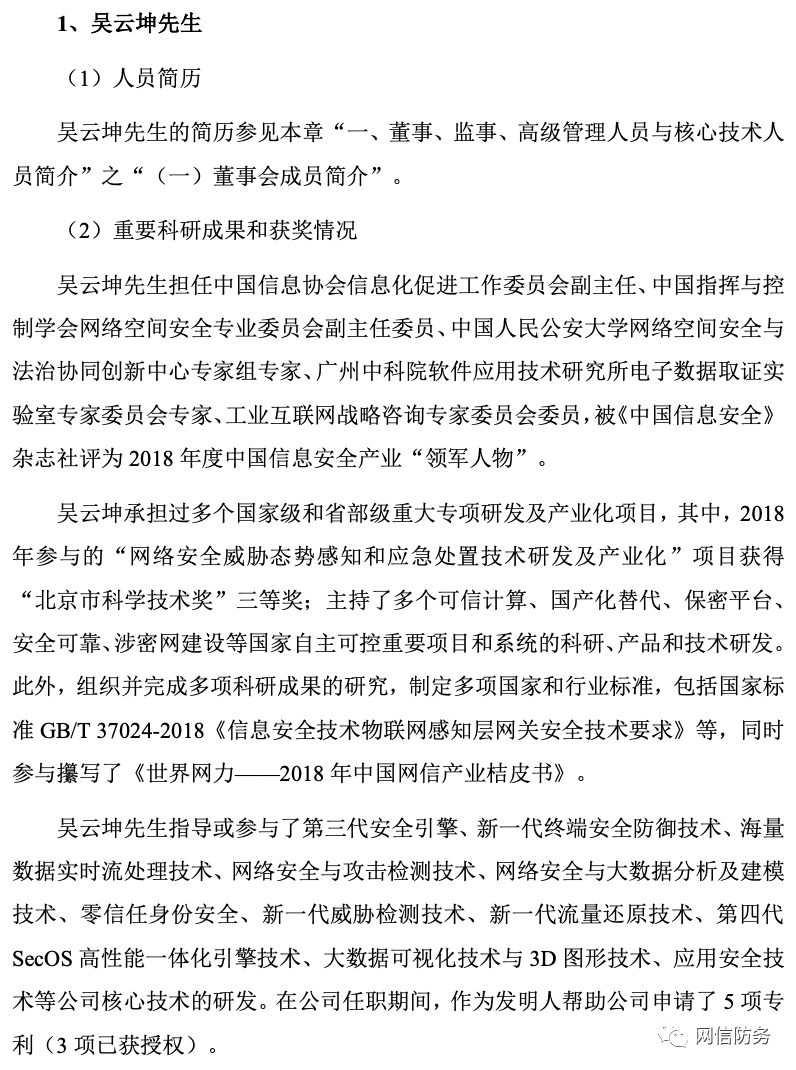 1、吴云坤先生
（1）人员简历
吴云坤先生的简历参见本章“一、董事、监事、高级管理人员与核心技术人
员简介”之“（一）董事会成员简介”。
（2）重要科研成果和获奖情况
吴云坤先生担任中国信息协会信息化促进工作委员会副主任、中国指挥与控
制学会网络空间安全专业委员会副主任委员、中国人民公安大学网络空间安全与
法治协同创新中心专家组专家、广州中科院软件应用技术研究所电子数据取证实
验室专家委员会专家、工业互联网战略咨询专家委员会委员，被《中国信息安全》
杂志社评为 2018 年度中国信息安全产业“领军人物”。
吴云坤承担过多个国家级和省部级重大专项研发及产业化项目，其中，2018
年参与的“网络安全威胁态势感知和应急处置技术研发及产业化”项目获得
“北京市科学技术奖”三等奖；主持了多个可信计算、国产化替代、保密平台、
安全可靠、涉密网建设等国家自主可控重要项目和系统的科研、产品和技术研发。
此外，组织并完成多项科研成果的研究，制定多项国家和行业标准，包括国家标
准 GB/T 37024-2018《信息安全技术物联网感知层网关安全技术要求》等，同时
参与攥写了《世界网力——2018 年中国网信产业桔皮书》。
吴云坤先生指导或参与了第三代安全引擎、新一代终端安全防御技术、海量
数据实时流处理技术、网络安全与攻击检测技术、网络安全与大数据分析及建模
技术、零信任身份安全、新一代威胁检测技术、新一代流量还原技术、第四代
SecOS 高性能一体化引擎技术、大数据可视化技术与 3D 图形技术、应用安全技
术等公司核心技术的研发。在公司任职期间，作为发明人帮助公司申请了 5 项专
利（3 项已获授权）。
网信防务